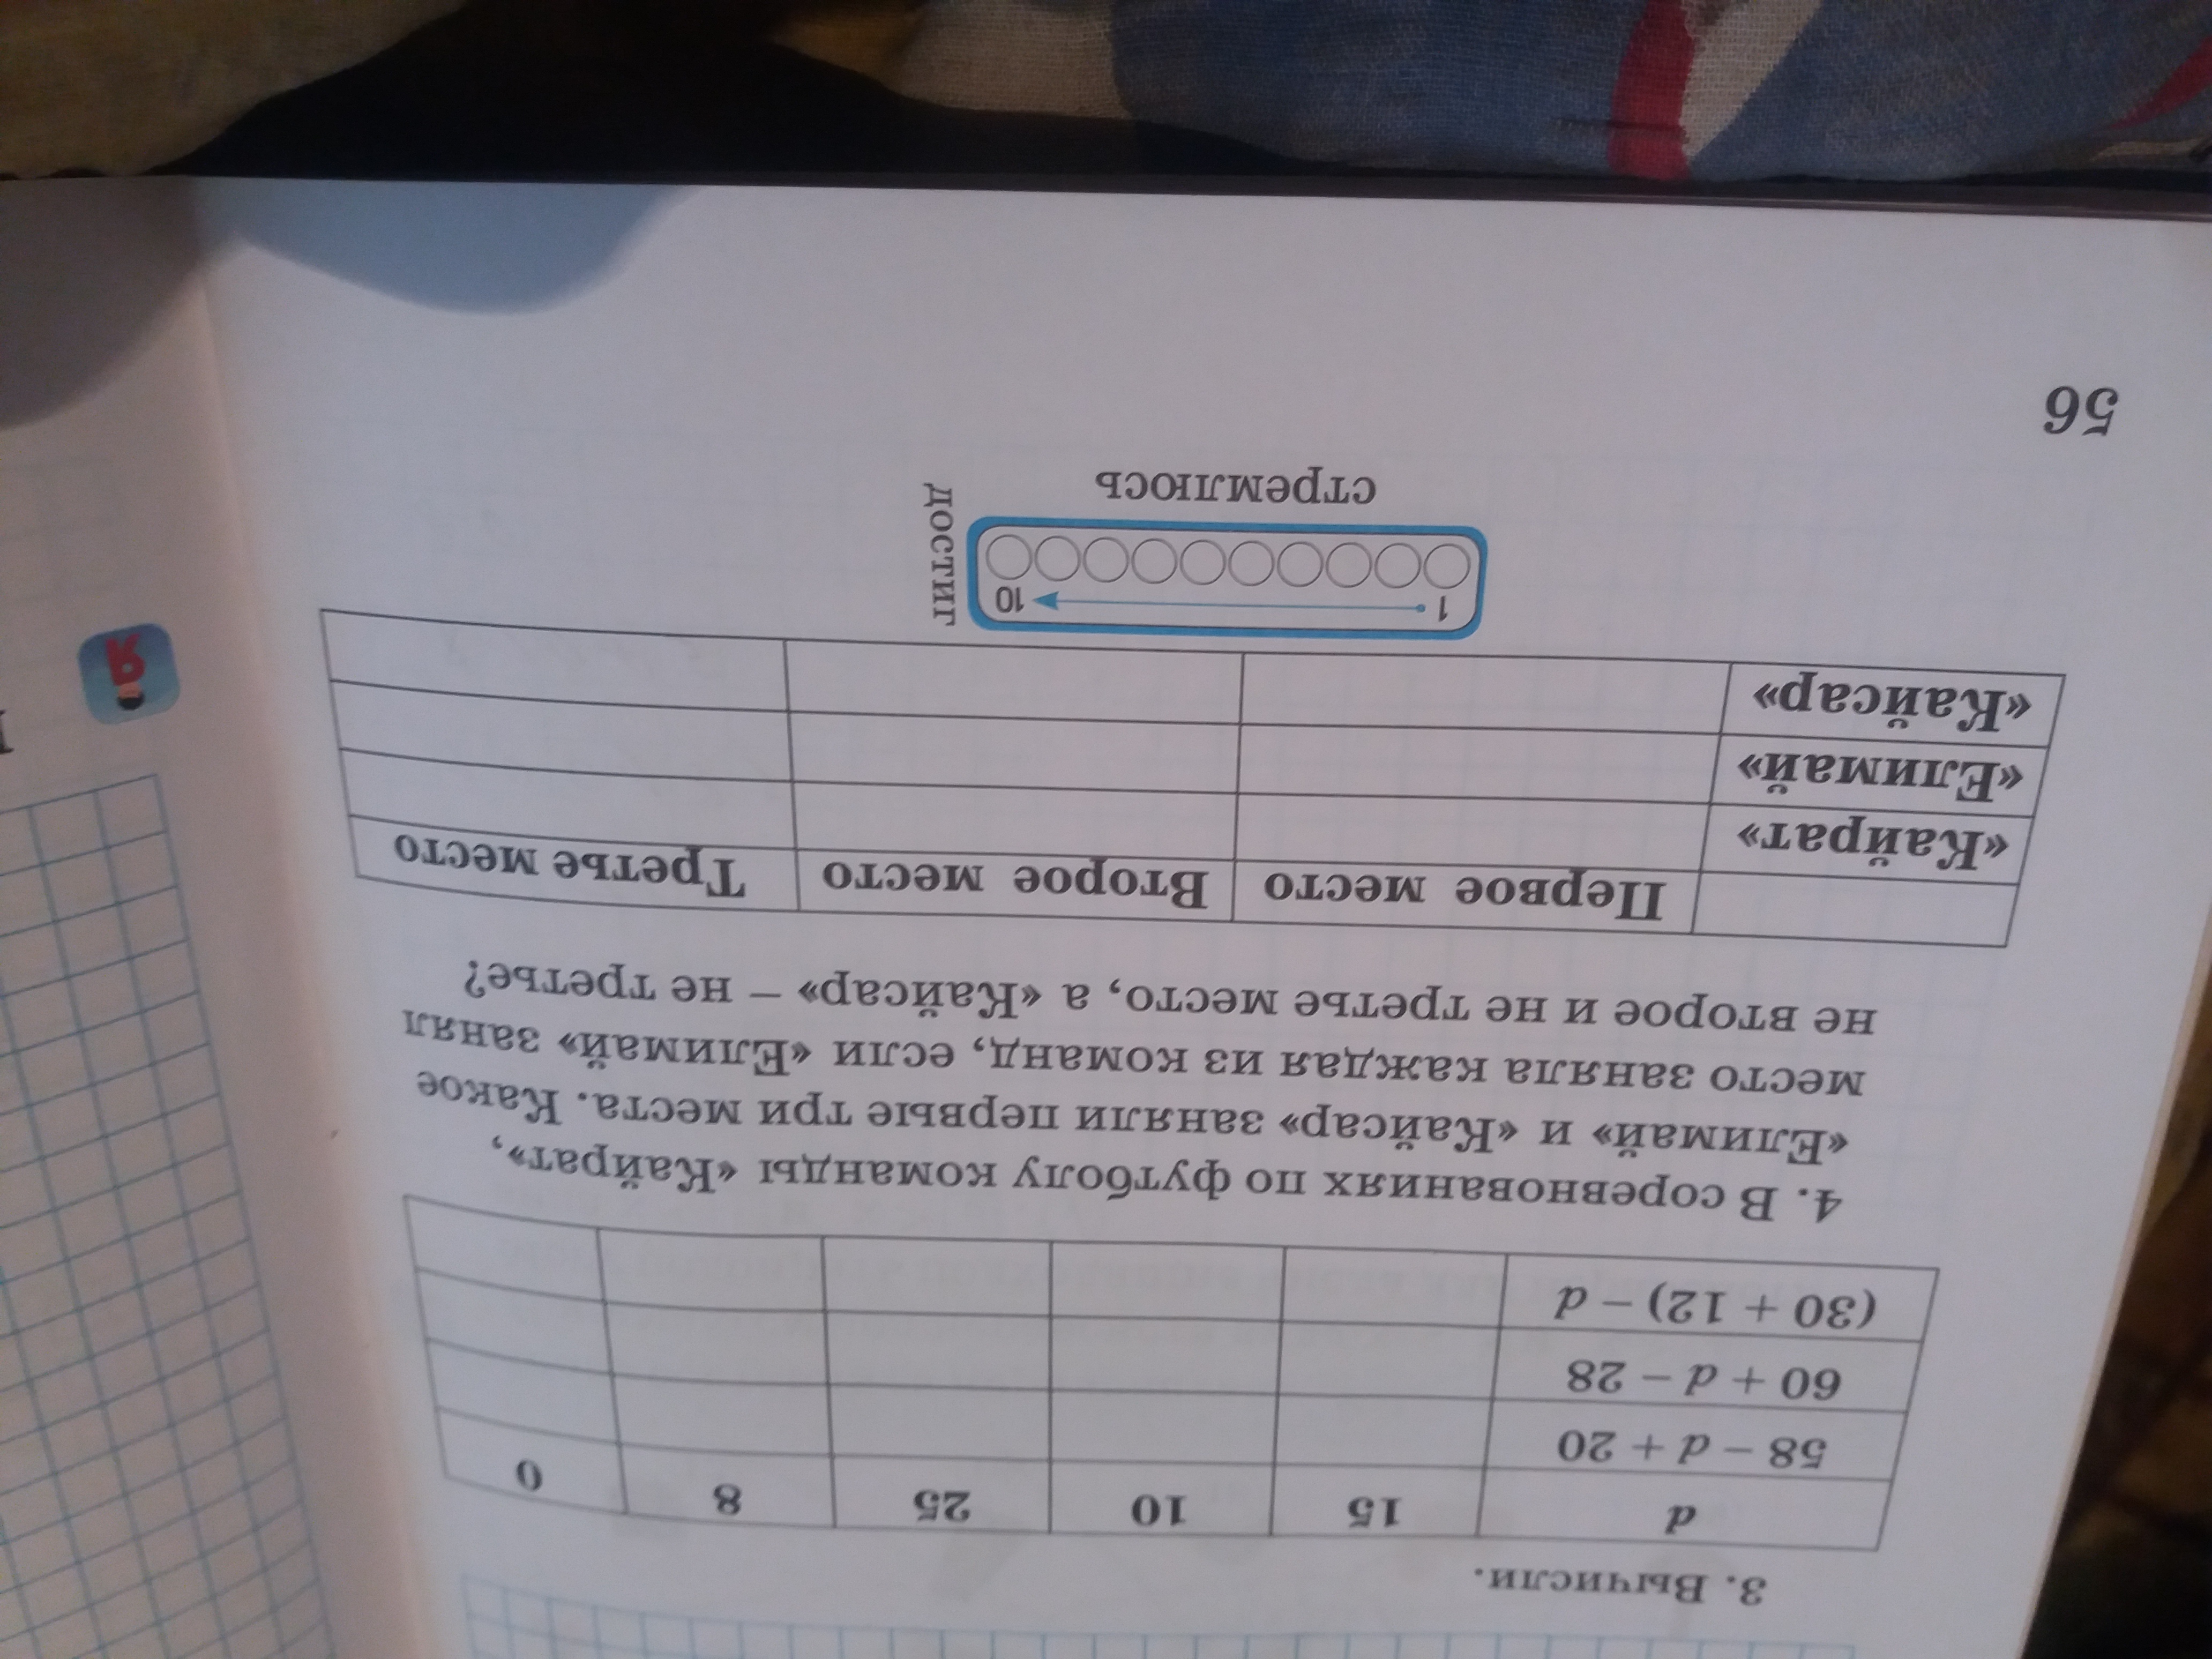 3. Вычисли.
d 15 10 25 8 0
58 – d + 20
60 + d – 28
(30 + 12) – d
4. В соревнованиях по футболу команды «Кайрат»,
«Елимай» и «Кайсар» заняли первые три места. Какое
место заняла каждая из команд, если «Елимай» занял
не второе и не третье место, а «Кайсар» – не третье?
Первое место Второе место Третье место
«Кайрат»
«Елимай»
«Кайсар»
1 10
достиг
стремлюсь
56
Я